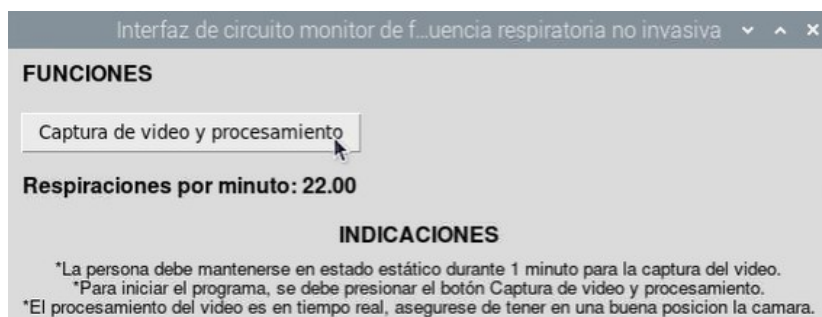 Interfaz de circuito monitor de f...uencia respiratoria no invasiva
FUNCIONES
Captura de video y procesamiento
Respiraciones por minuto: 22.00
INDICACIONES
*La persona debe mantenerse en estado estático durante 1 minuto para la captura del video.
*Para iniciar el programa, se debe presionar el botón Captura de video y procesamiento.
*El procesamiento del video es en tiempo real, asegurese de tener en una buena posicion la camara.